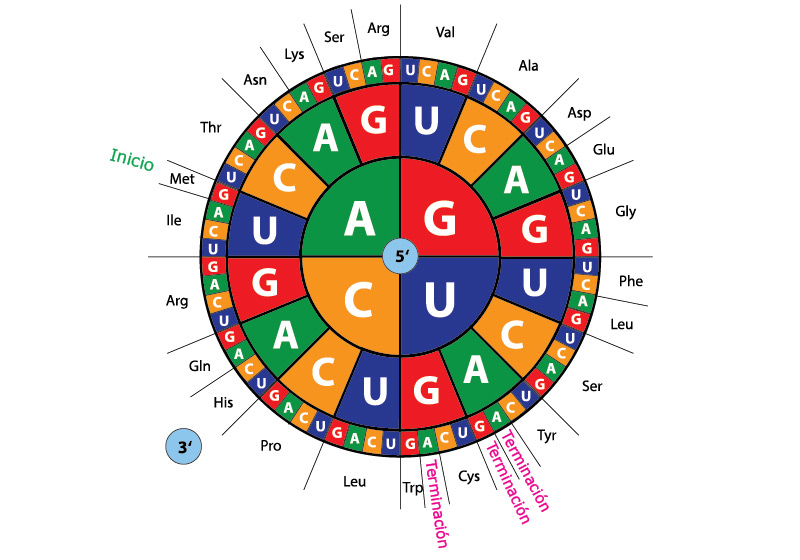 Val
Ala
Asp
Glu
Gly
Phe
Leu
Ser
Tyr
Terminación
Terminación
Cys
Terminación
Trp
Leu
Pro
His
Gln
Arg
Ile
Met
Inicio
Thr
Asn
Lys
Ser
Arg
U C A G U C A G U C A G U C A G
U C A G U C A G U C A G U C A G
U C A G U C A G U C A G U C A G
U C A G U C A G U C A G U C A G
U C A G
U C A G
U C A G
U C A G
G U C A
5‘
3‘